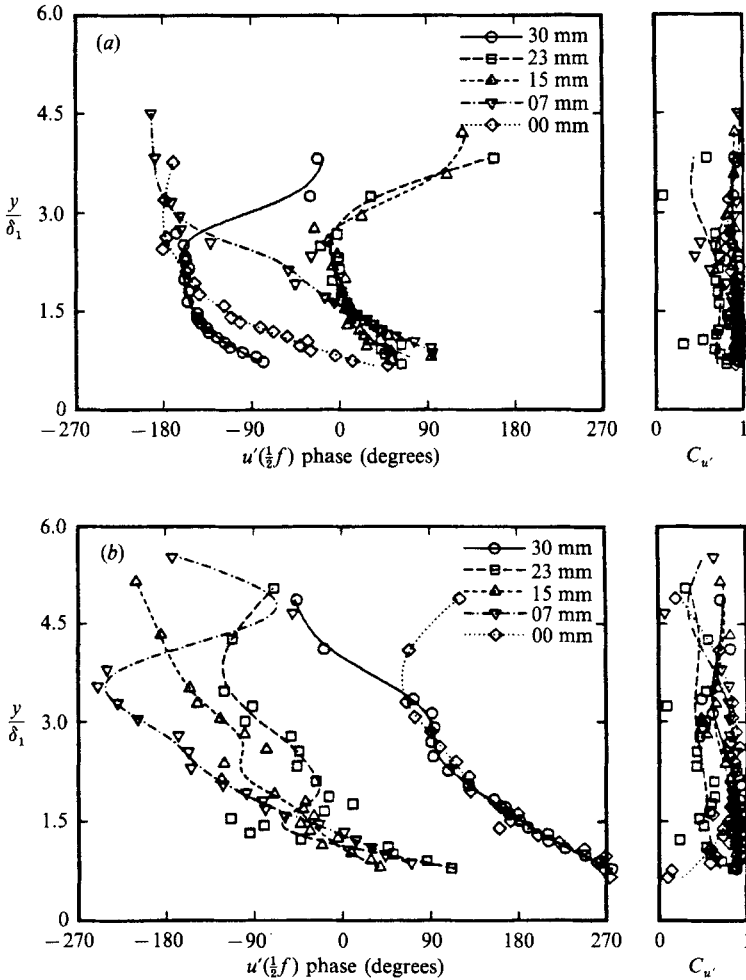 6.0
(a)
30 mm
23 mm
15 mm
07 mm
00 mm
4.5
y/δ₁
3.0
1.5
0
−270 −180 −90 0 90 180 270
u′(½f) phase (degrees)
0 1
C_u′
6.0
(b)
30 mm
23 mm
15 mm
07 mm
00 mm
4.5
y/δ₁
3.0
1.5
0
−270 −180 −90 0 90 180 270
u′(½f) phase (degrees)
0 1
C_u′